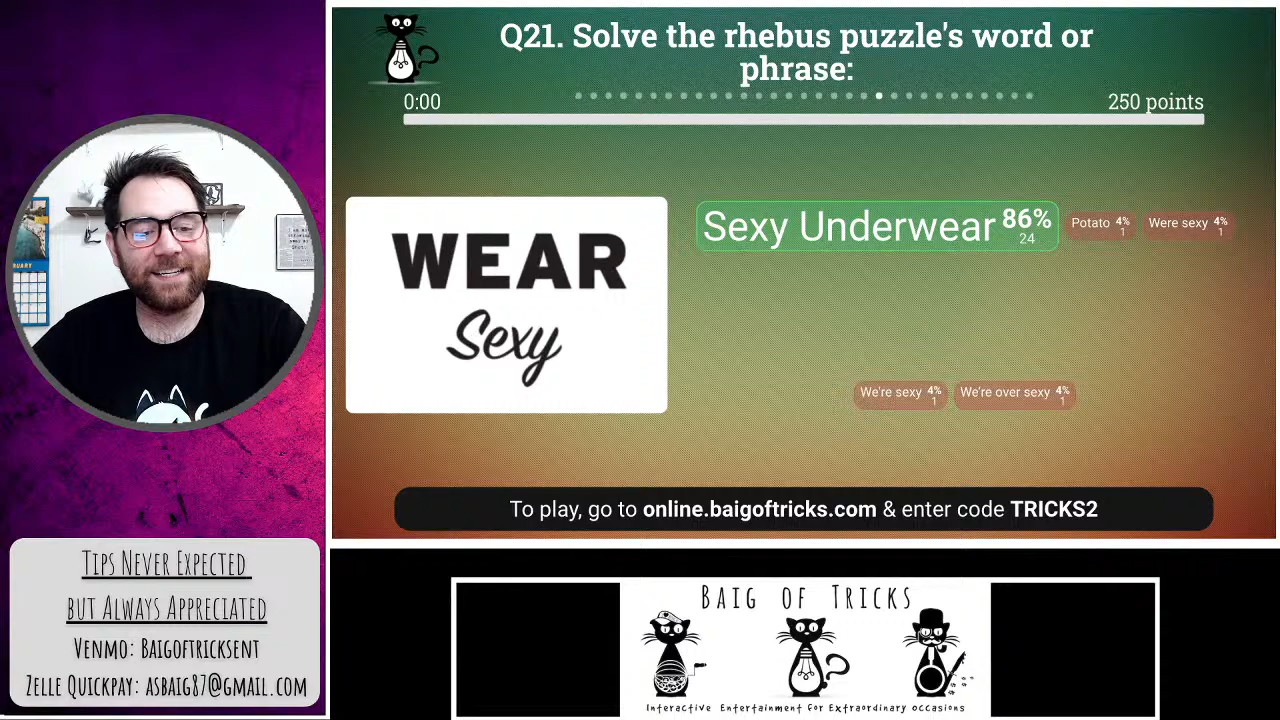 Q21. Solve the rhebus puzzle's word or
phrase:
0:00
250 points
WEAR
Sexy
Sexy Underwear 86% 24
Potato 4% 1
Were sexy 4% 1
We're sexy 4% 1
We're over sexy 4% 1
To play, go to online.baigoftricks.com & enter code TRICKS2
TIPS NEVER EXPECTED
BUT ALWAYS APPRECIATED
VENMO: BAIGOFTRICKSENT
ZELLE QUICKPAY: ASBAIG87@GMAIL.COM
BAIG OF TRICKS
Interactive Entertainment For Extraordinary Occasions